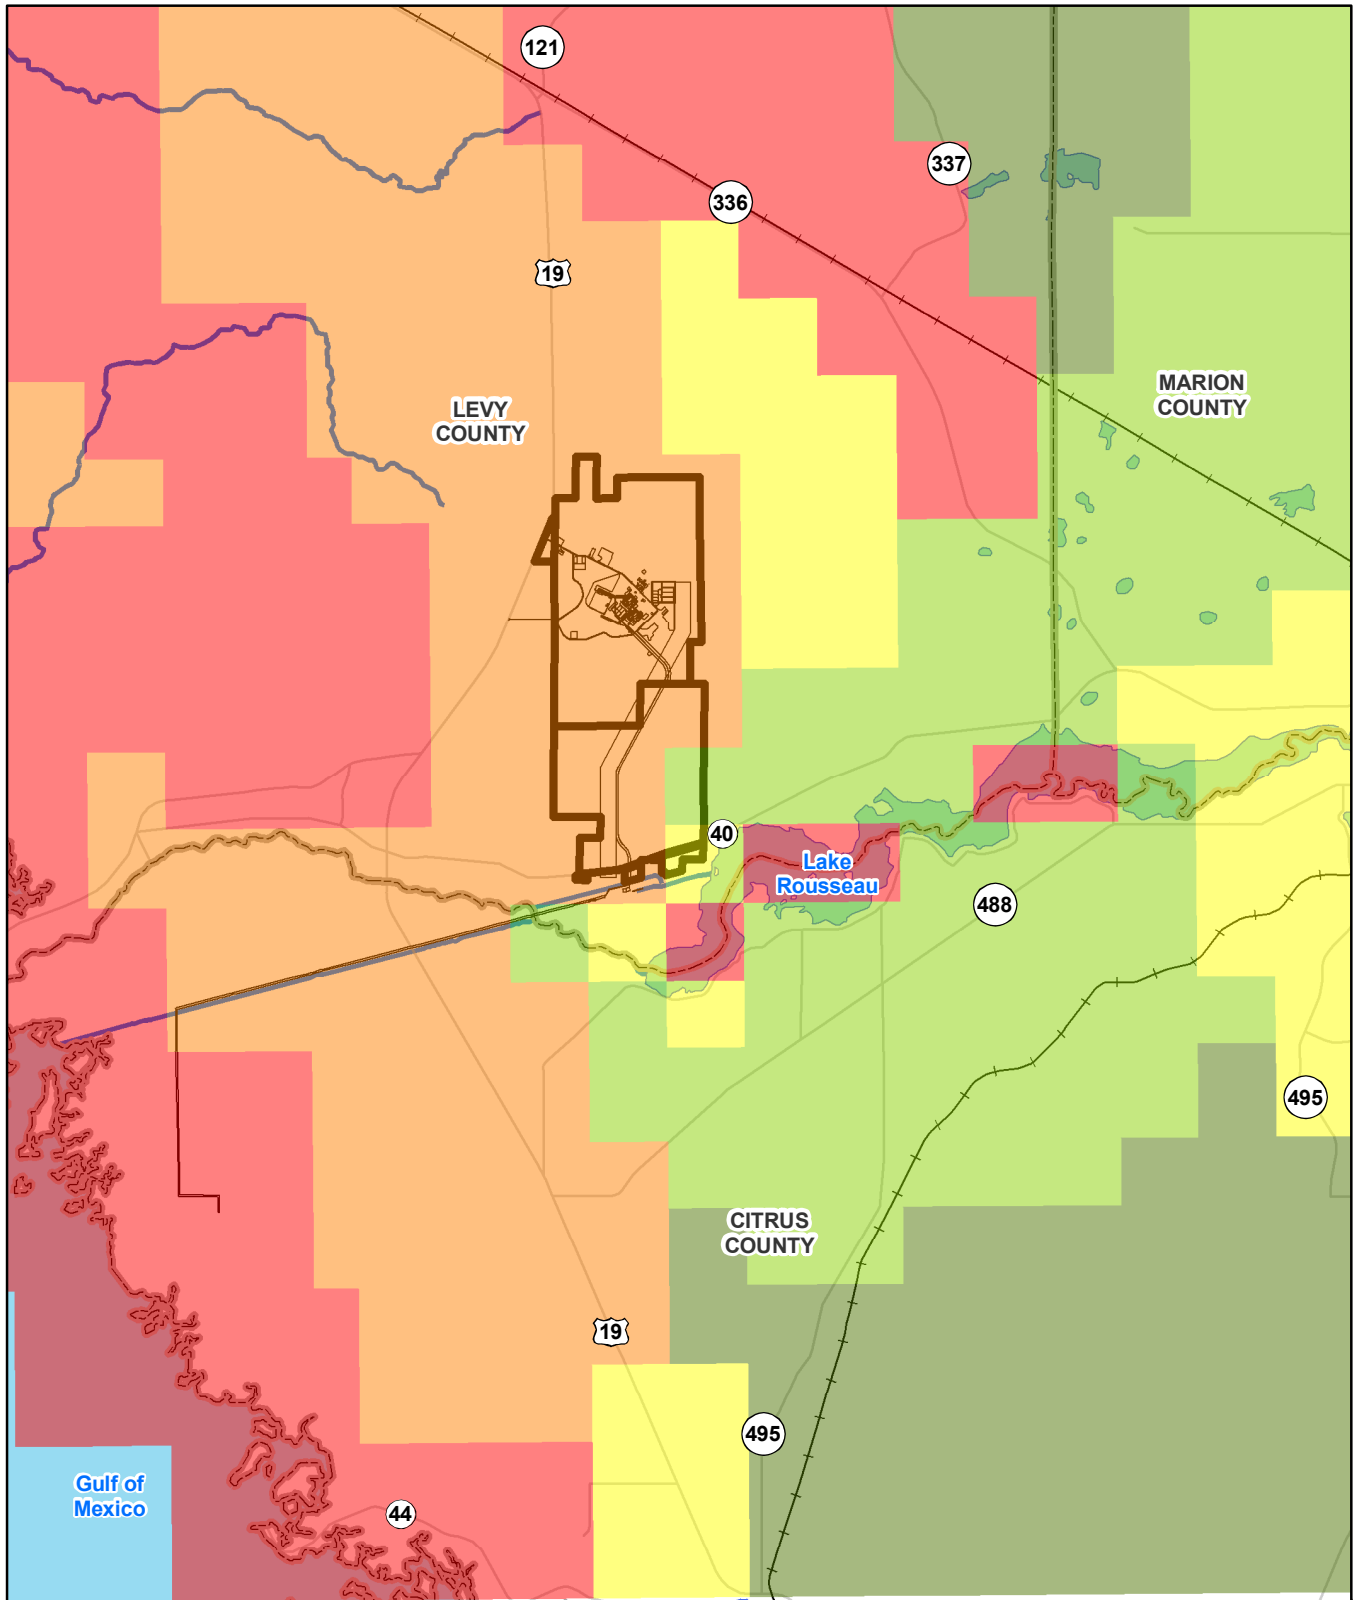 121
337
336
19
MARION
COUNTY
LEVY
COUNTY
40
Lake
Rousseau
488
495
CITRUS
COUNTY
19
495
Gulf of
Mexico
44